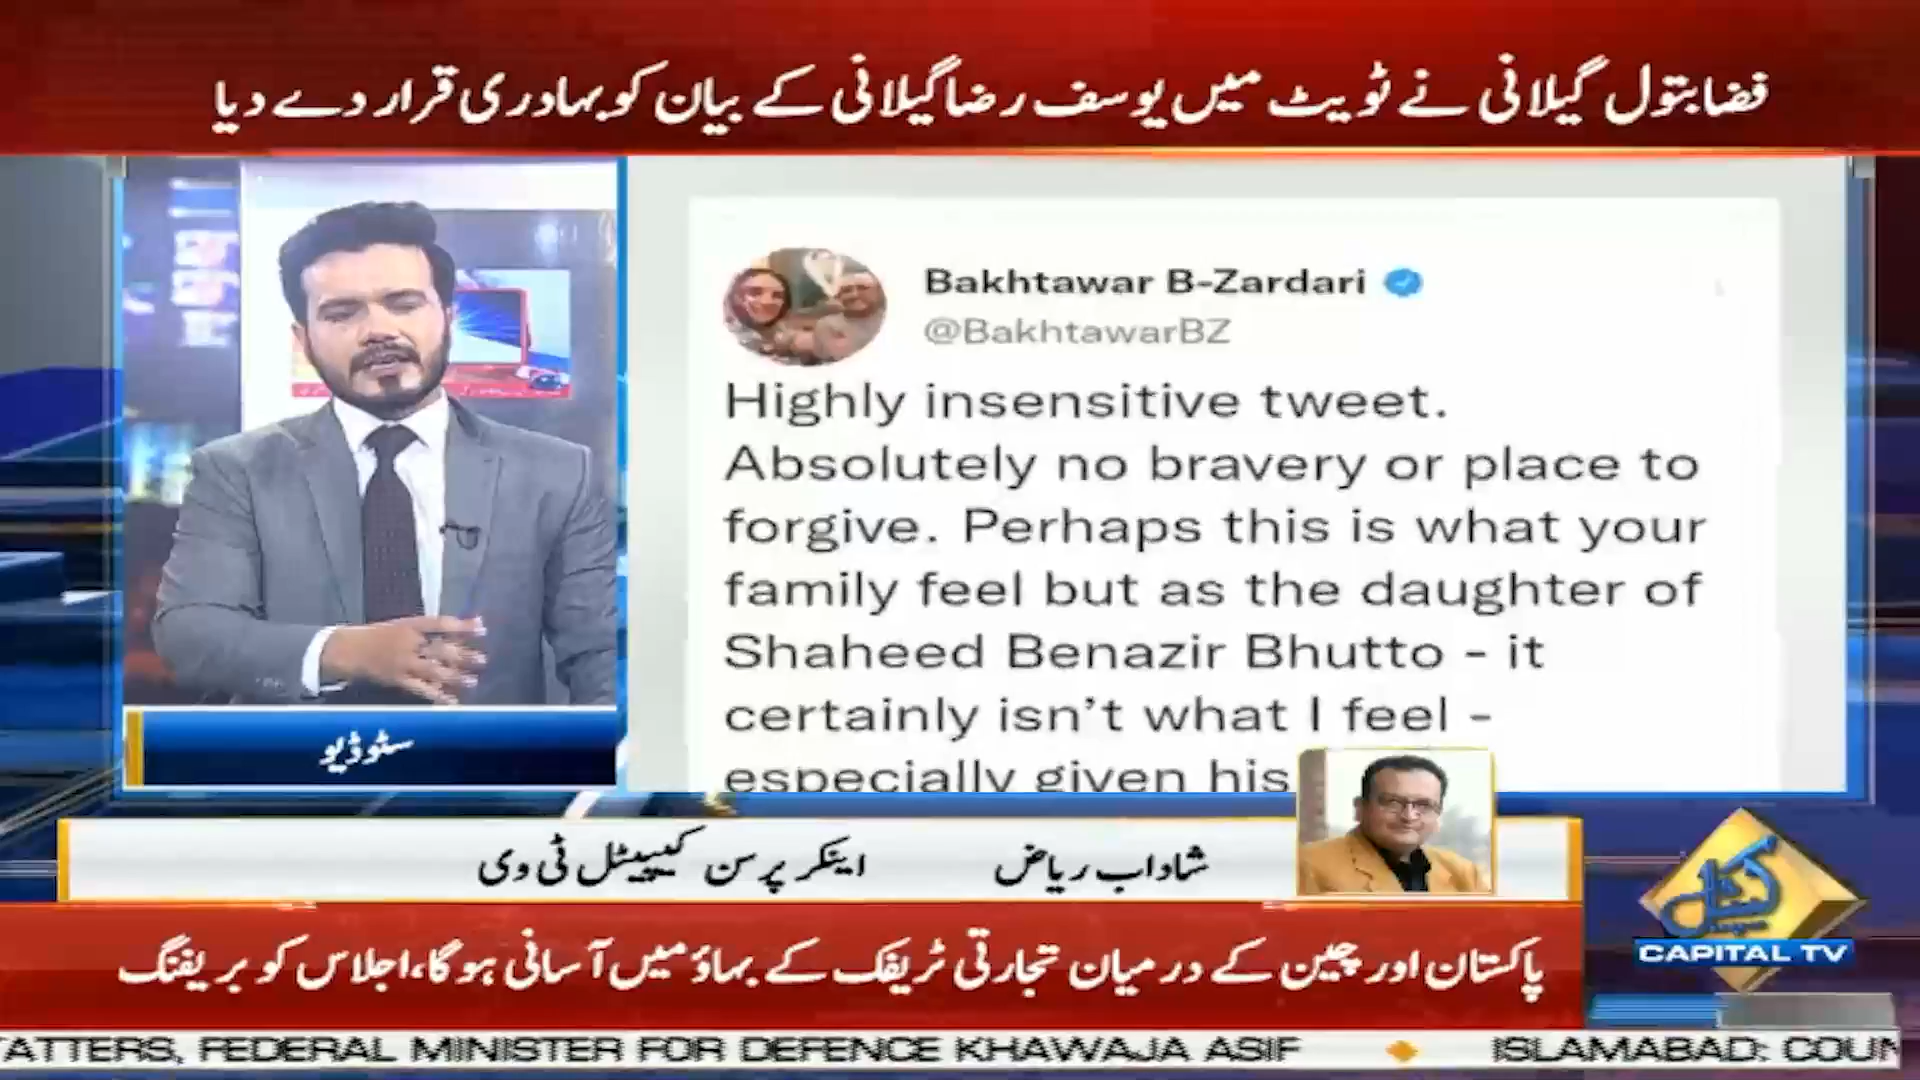 فضا بتول گیلانی نے ٹویٹ میں یوسف رضا گیلانی کے بیان کو بہادری قرار دے دیا
Bakhtawar B-Zardari
@BakhtawarBZ
Highly insensitive tweet.
Absolutely no bravery or place to
forgive. Perhaps this is what your
family feel but as the daughter of
Shaheed Benazir Bhutto - it
certainly isn't what I feel -
especially given his
سٹوڈیو
شاداب ریاض اینکر پرسن کیپیٹل ٹی وی
کیپیٹل
CAPITAL TV
پاکستان اور چین کے درمیان تجارتی ٹریفک کے بہاؤ میں آسانی ہوگا، اجلاس کو بریفنگ
ATTERS, FEDERAL MINISTER FOR DEFENCE KHAWAJA ASIF ISLAMABAD: COUN